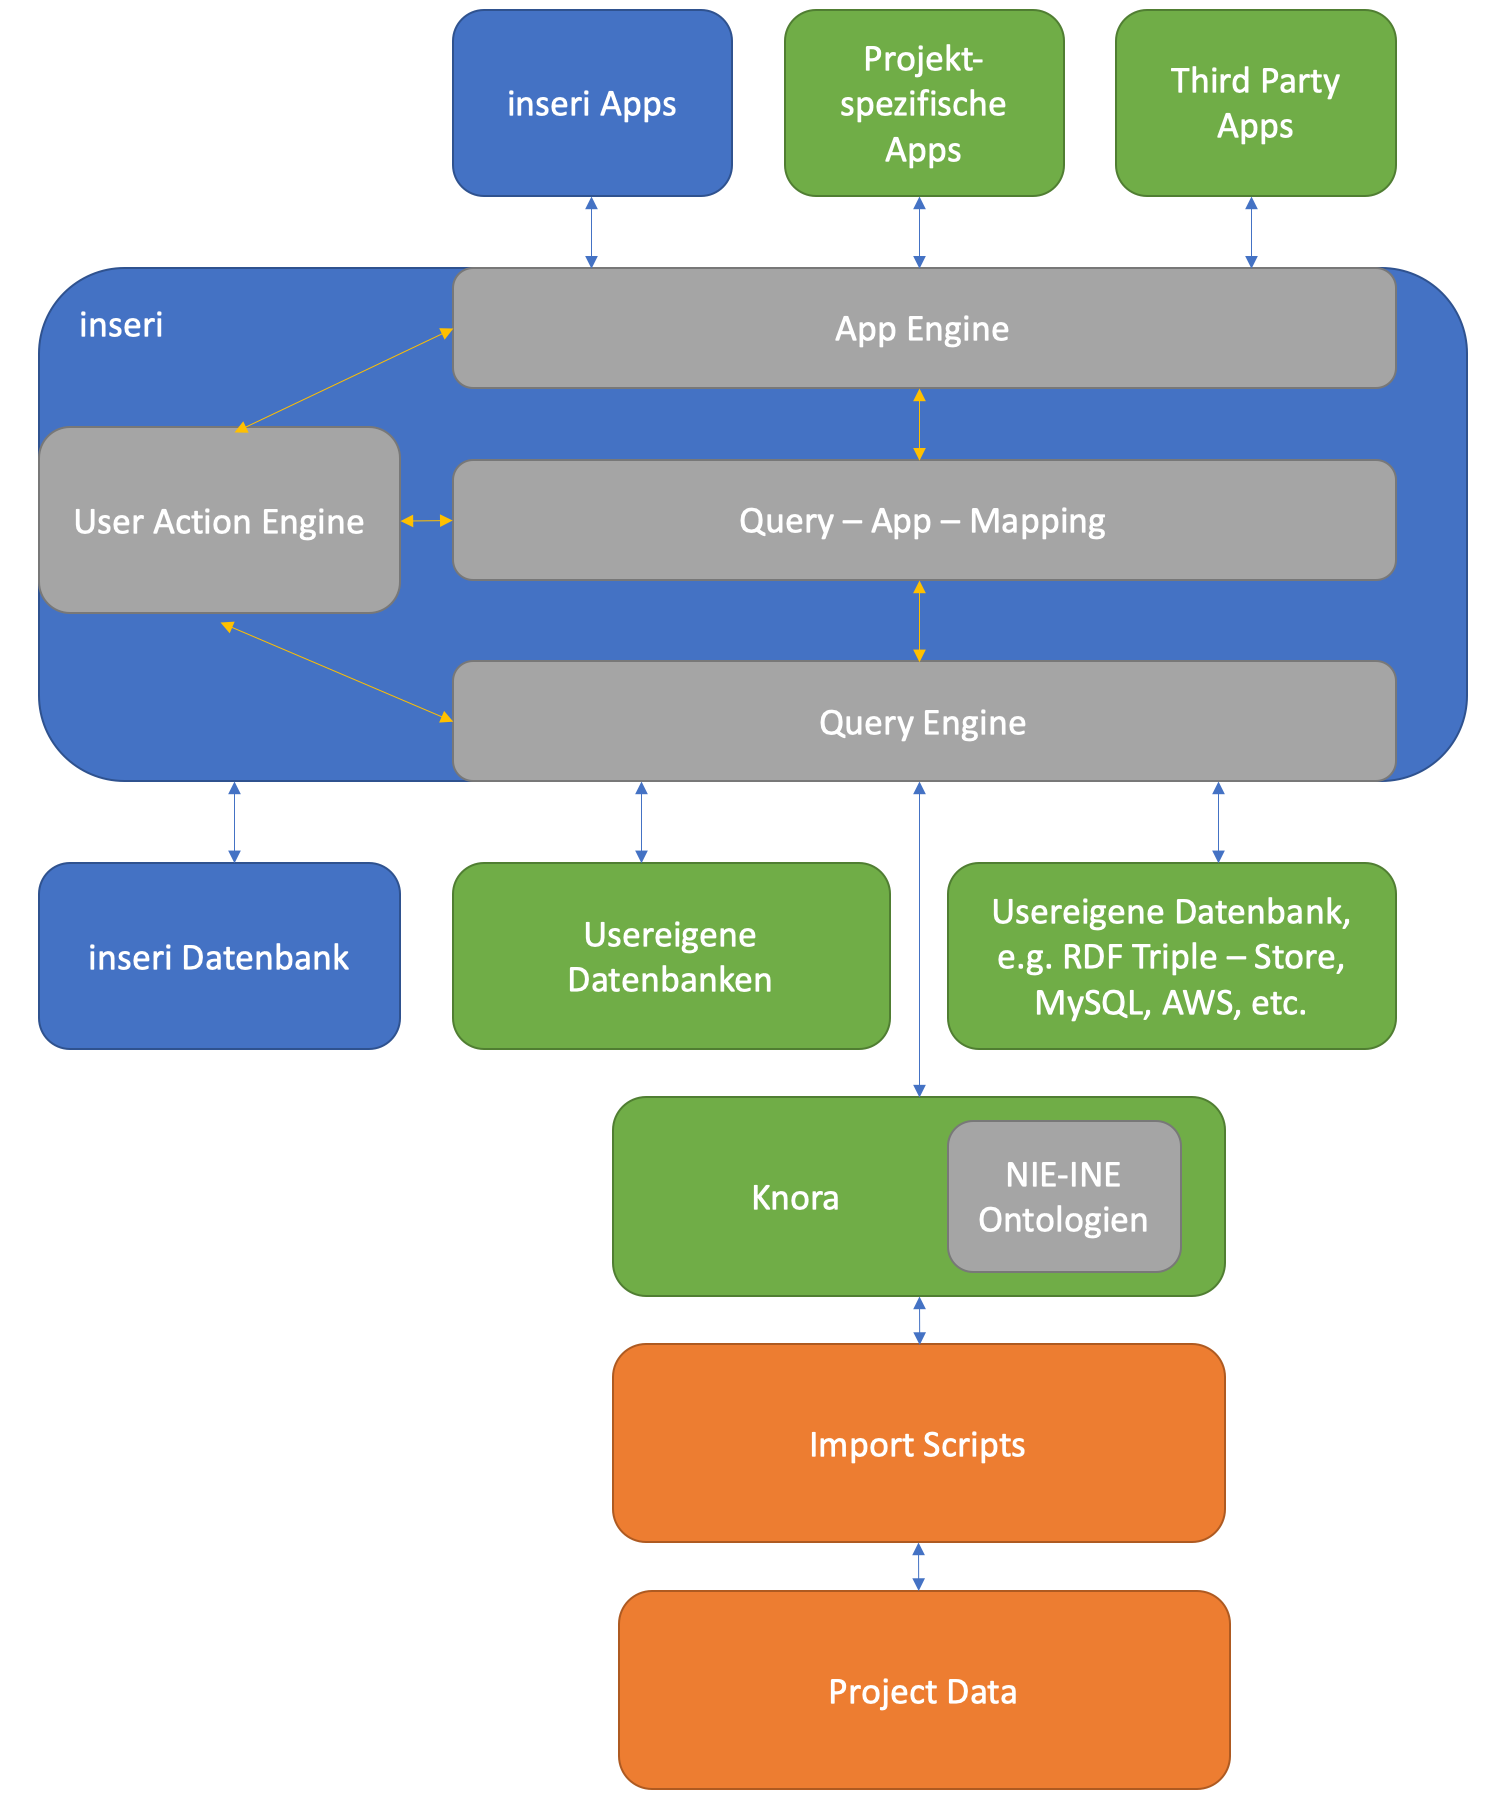 inseri Apps
Projekt-
spezifische
Apps
Third Party
Apps
inseri
App Engine
User Action Engine
Query – App – Mapping
Query Engine
inseri Datenbank
Usereigene
Datenbanken
Usereigene Datenbank,
e.g. RDF Triple – Store,
MySQL, AWS, etc.
Knora
NIE-INE
Ontologien
Import Scripts
Project Data